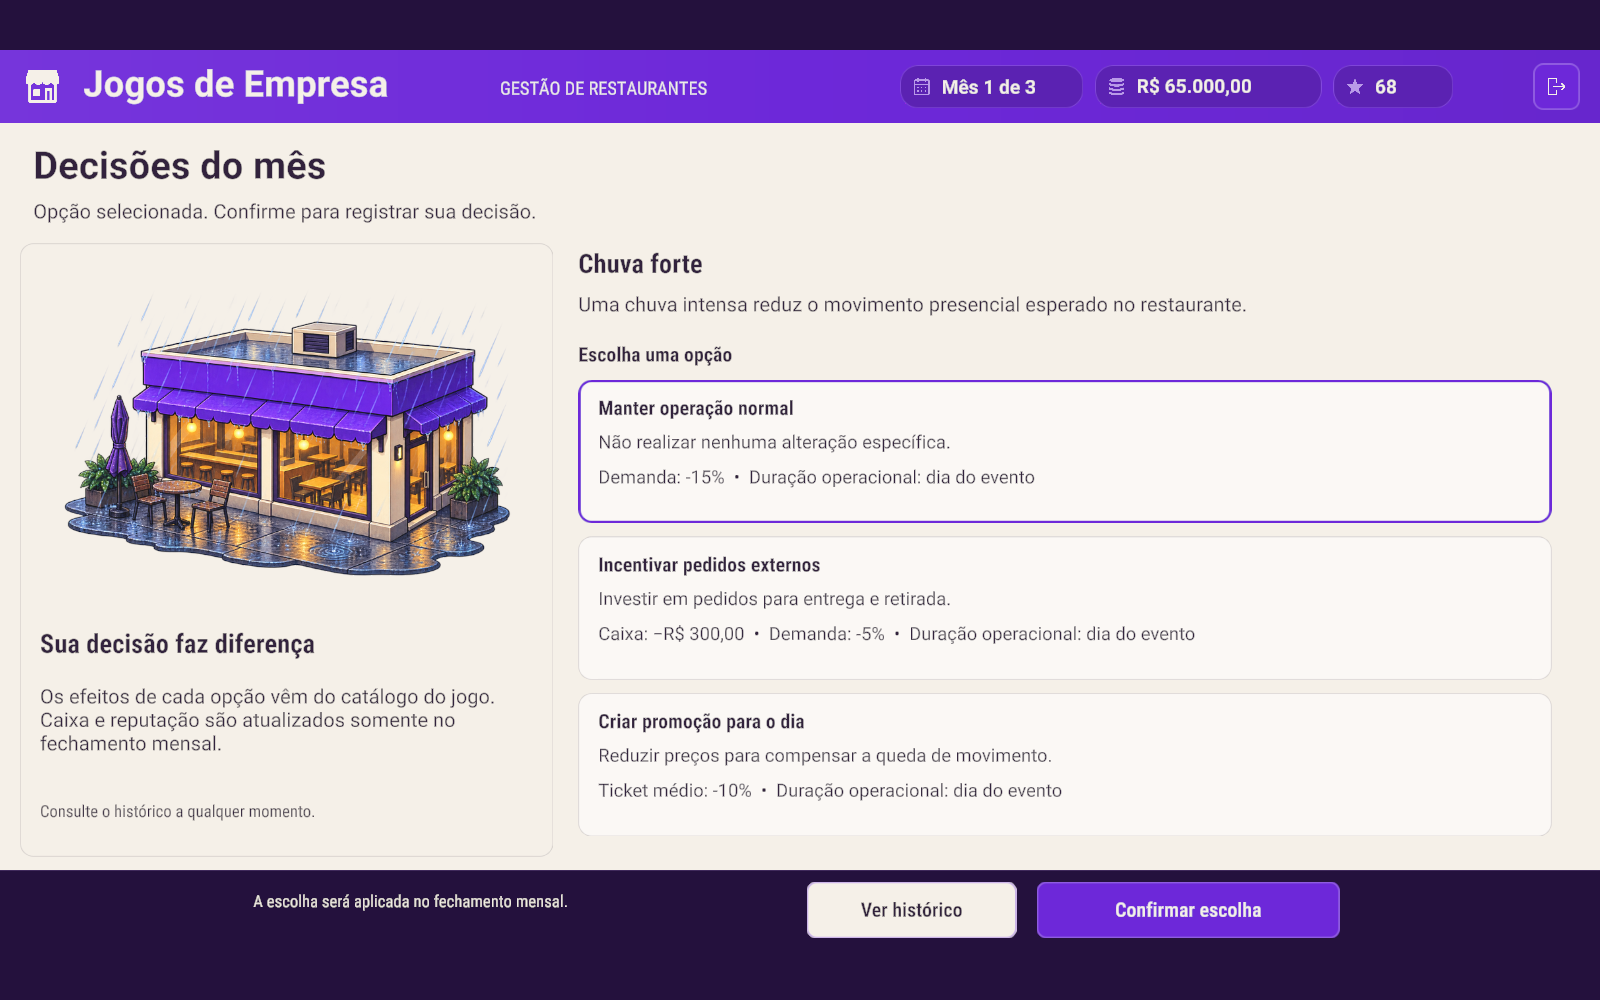 Jogos de Empresa
GESTÃO DE RESTAURANTES
Mês 1 de 3
R$ 65.000,00
68
Decisões do mês
Opção selecionada. Confirme para registrar sua decisão.
Sua decisão faz diferença
Os efeitos de cada opção vêm do catálogo do jogo.
Caixa e reputação são atualizados somente no
fechamento mensal.
Consulte o histórico a qualquer momento.
Chuva forte
Uma chuva intensa reduz o movimento presencial esperado no restaurante.
Escolha uma opção
Manter operação normal
Não realizar nenhuma alteração específica.
Demanda: -15% • Duração operacional: dia do evento
Incentivar pedidos externos
Investir em pedidos para entrega e retirada.
Caixa: −R$ 300,00 • Demanda: -5% • Duração operacional: dia do evento
Criar promoção para o dia
Reduzir preços para compensar a queda de movimento.
Ticket médio: -10% • Duração operacional: dia do evento
A escolha será aplicada no fechamento mensal.
Ver histórico
Confirmar escolha